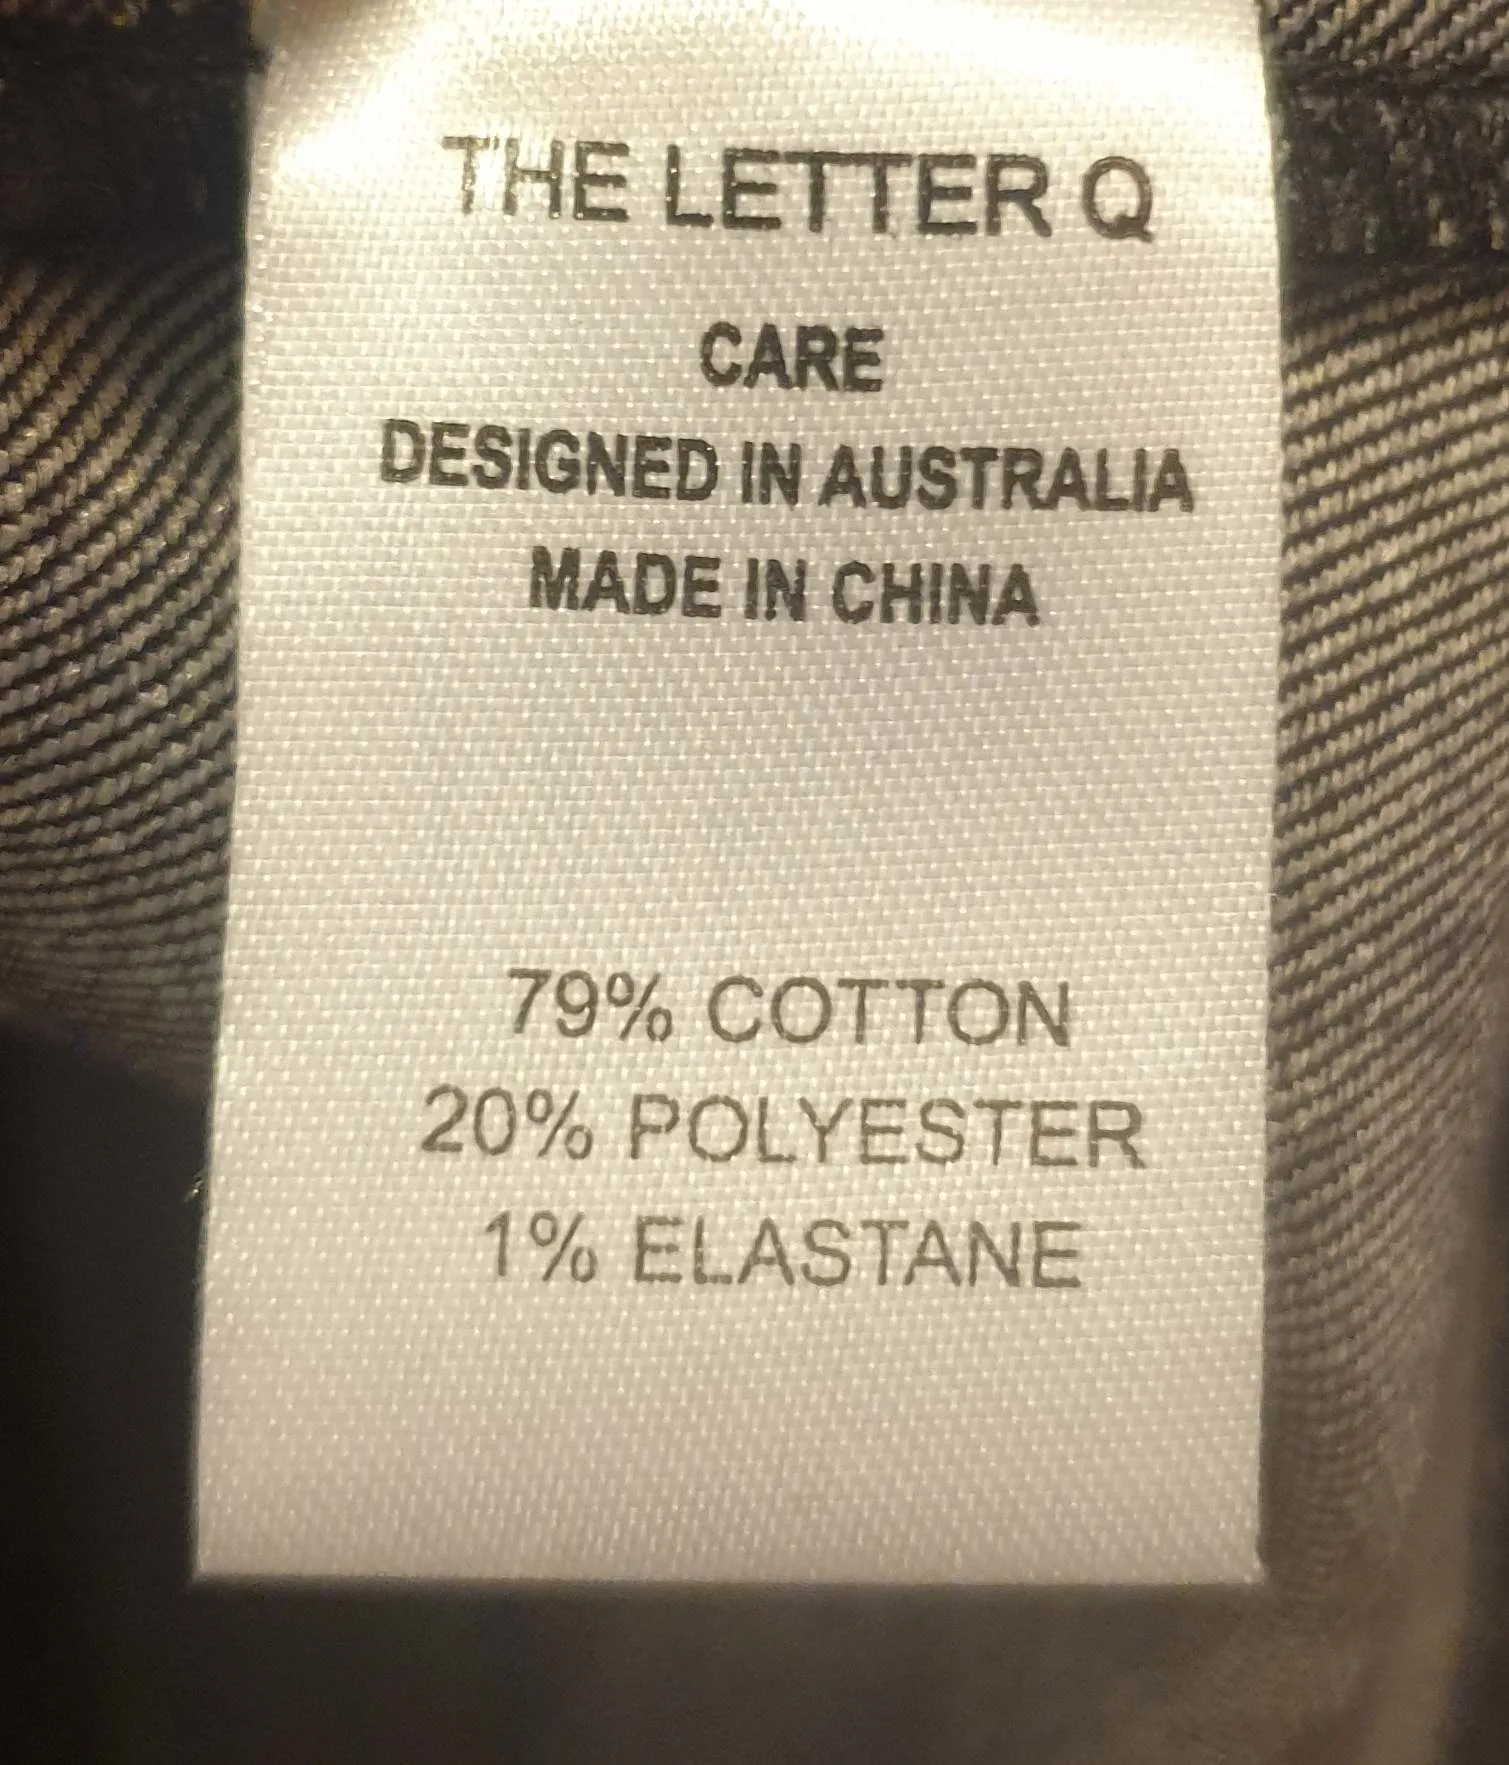 THE LETTER Q
CARE
DESIGNED IN AUSTRALIA
MADE IN CHINA
79% COTTON
20% POLYESTER
1% ELASTANE